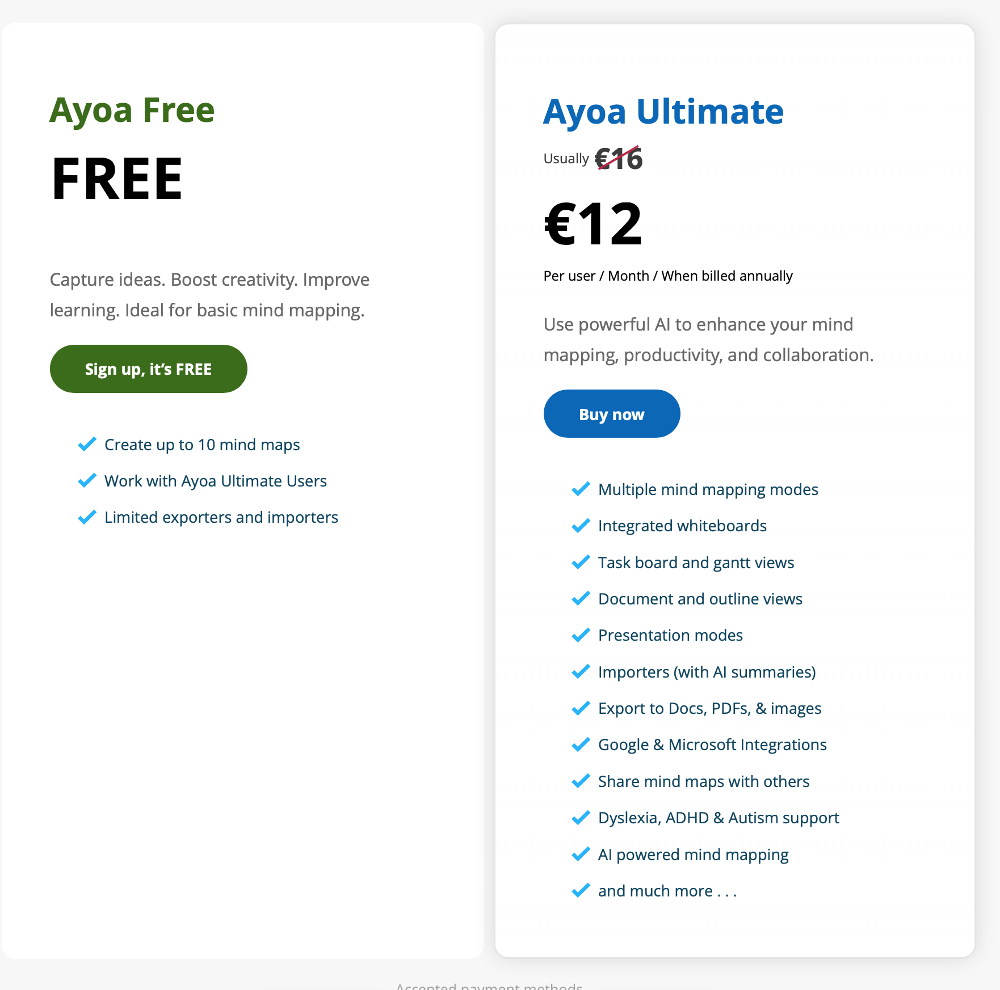 Ayoa Free
FREE
Capture ideas. Boost creativity. Improve
learning. Ideal for basic mind mapping.
Sign up, it’s FREE
Create up to 10 mind maps
Work with Ayoa Ultimate Users
Limited exporters and importers
Ayoa Ultimate
Usually €16
€12
Per user / Month / When billed annually
Use powerful AI to enhance your mind
mapping, productivity, and collaboration.
Buy now
Multiple mind mapping modes
Integrated whiteboards
Task board and gantt views
Document and outline views
Presentation modes
Importers (with AI summaries)
Export to Docs, PDFs, & images
Google & Microsoft Integrations
Share mind maps with others
Dyslexia, ADHD & Autism support
AI powered mind mapping
and much more . . .
Accepted payment methods